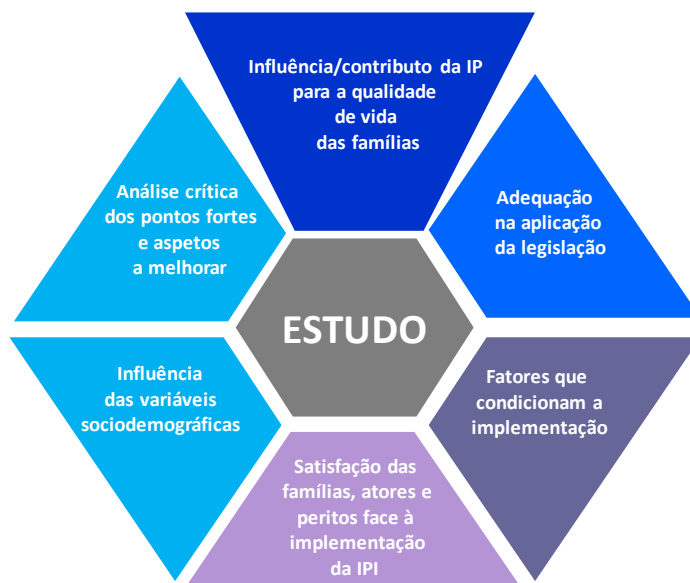 Influência/contributo da IP
para a qualidade
de vida
das famílias
Adequação
na aplicação
da legislação
Fatores que
condicionam a
implementação
Satisfação das
famílias, atores e
peritos face à
implementação
da IPI
Influência
das variáveis
sociodemográficas
Análise crítica
dos pontos fortes
e aspetos
a melhorar
ESTUDO